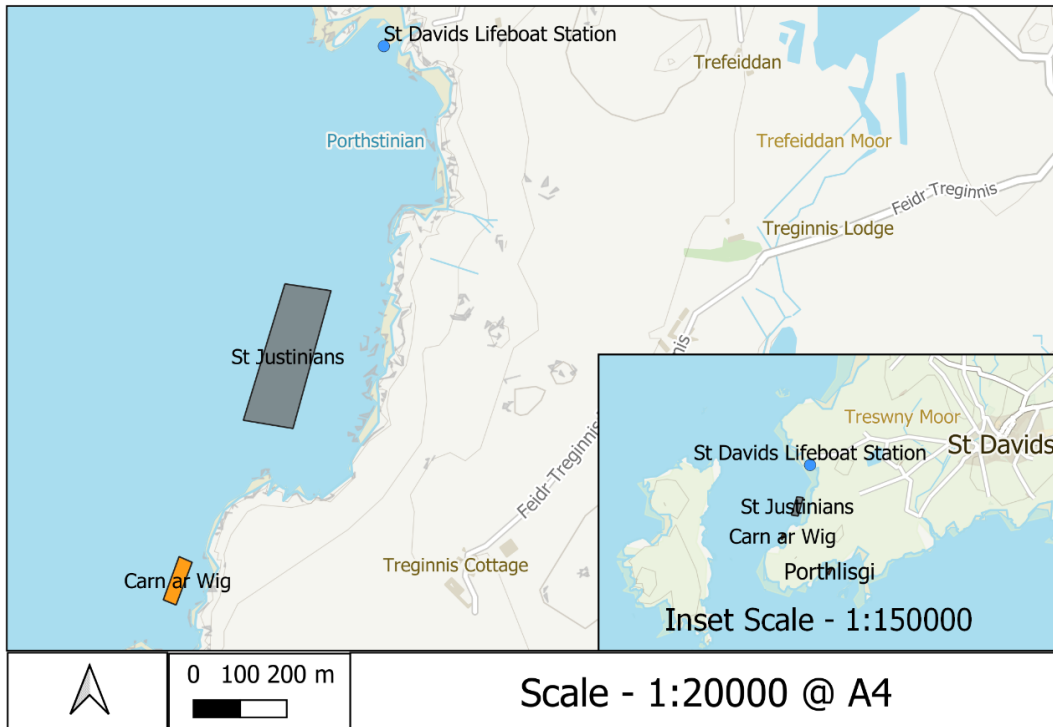 St Davids Lifeboat Station
Trefeiddan
Porthstinian
Trefeiddan Moor
Feidr Treginnis
Treginnis Lodge
St Justinians
nnis
Feidr Treginnis
Carn ar Wig
Treginnis Cottage
Treswny Moor
St Davids
St Davids Lifeboat Station
St Justinians
Carn ar Wig
Porthlisgi
Inset Scale - 1:150000
0 100 200 m
Scale - 1:20000 @ A4